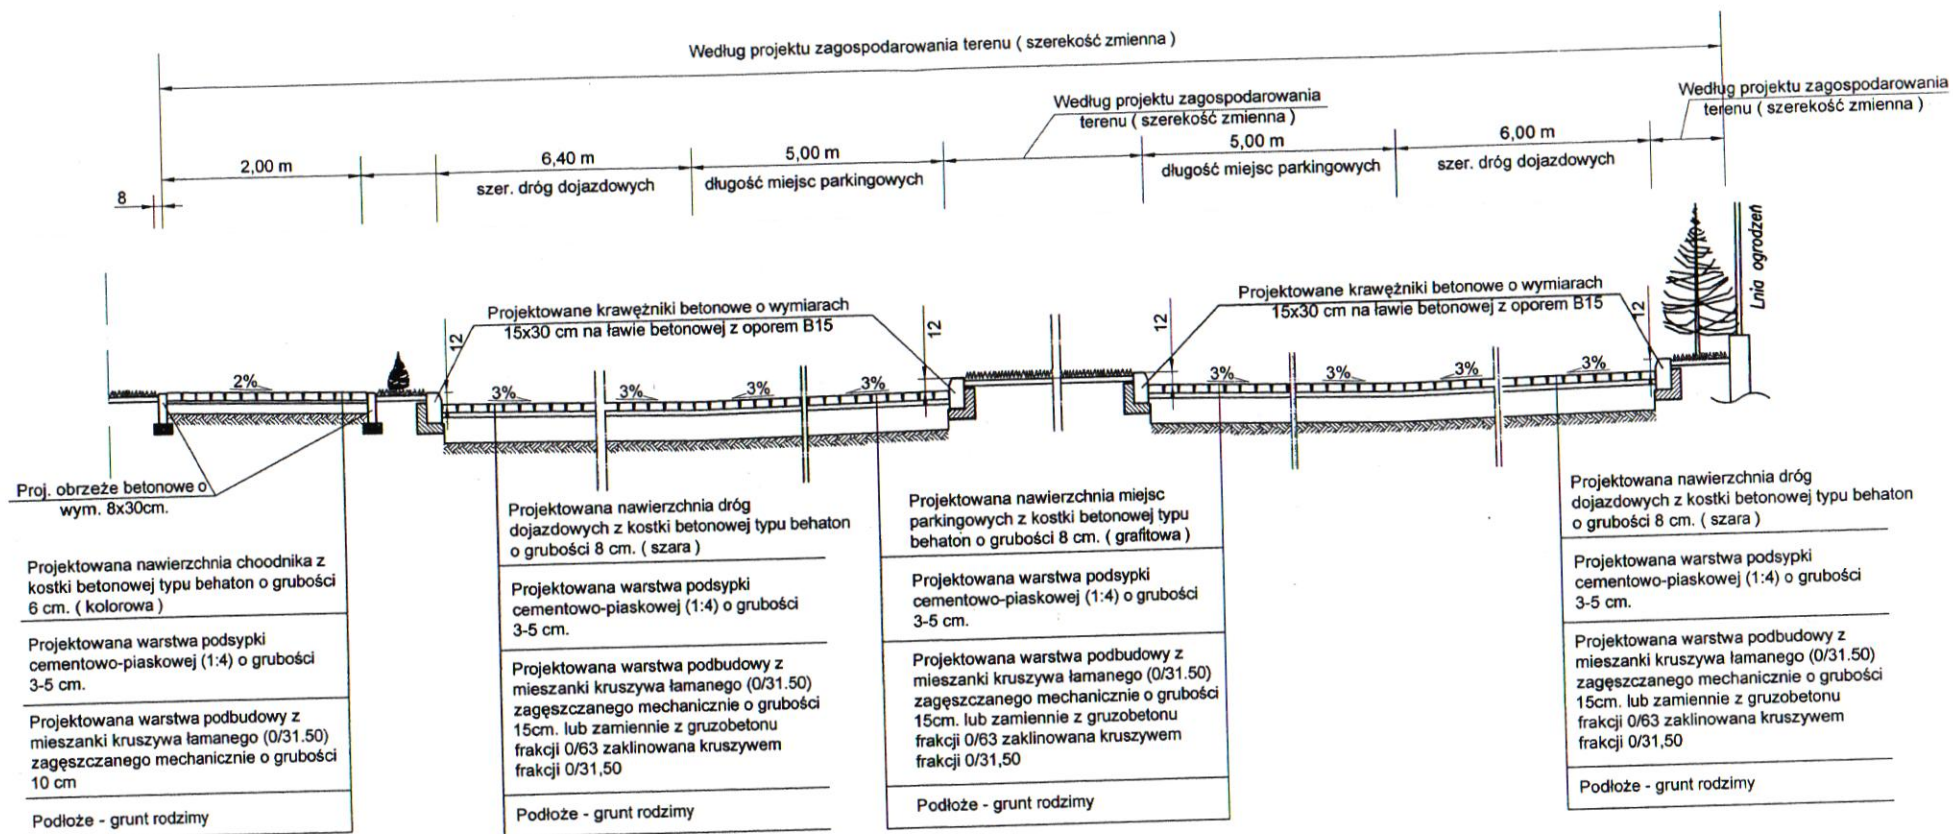 Według projektu zagospodarowania terenu ( szerekość zmienna )
Według projektu zagospodarowania
terenu ( szerekość zmienna )
Według projektu zagospodarowania
terenu ( szerekość zmienna )
8
2,00 m
6,40 m
szer. dróg dojazdowych
5,00 m
długość miejsc parkingowych
5,00 m
długość miejsc parkingowych
6,00 m
szer. dróg dojazdowych
Lnia ogrodzeń
Projektowane krawężniki betonowe o wymiarach
15x30 cm na ławie betonowej z oporem B15
12
12
Projektowane krawężniki betonowe o wymiarach
15x30 cm na ławie betonowej z oporem B15
12
12
2%
3%
3%
3%
3%
3%
3%
3%
3%
Proj. obrzeże betonowe o
wym. 8x30cm.
Projektowana nawierzchnia choodnika z
kostki betonowej typu behaton o grubości
6 cm. ( kolorowa )
Projektowana warstwa podsypki
cementowo-piaskowej (1:4) o grubości
3-5 cm.
Projektowana warstwa podbudowy z
mieszanki kruszywa łamanego (0/31.50)
zagęszczanego mechanicznie o grubości
10 cm
Podłoże - grunt rodzimy
Projektowana nawierzchnia dróg
dojazdowych z kostki betonowej typu behaton
o grubości 8 cm. ( szara )
Projektowana warstwa podsypki
cementowo-piaskowej (1:4) o grubości
3-5 cm.
Projektowana warstwa podbudowy z
mieszanki kruszywa łamanego (0/31.50)
zagęszczanego mechanicznie o grubości
15cm. lub zamiennie z gruzobetonu
frakcji 0/63 zaklinowana kruszywem
frakcji 0/31,50
Podłoże - grunt rodzimy
Projektowana nawierzchnia miejsc
parkingowych z kostki betonowej typu
behaton o grubości 8 cm. ( grafitowa )
Projektowana warstwa podsypki
cementowo-piaskowej (1:4) o grubości
3-5 cm.
Projektowana warstwa podbudowy z
mieszanki kruszywa łamanego (0/31.50)
zagęszczanego mechanicznie o grubości
15cm. lub zamiennie z gruzobetonu
frakcji 0/63 zaklinowana kruszywem
frakcji 0/31,50
Podłoże - grunt rodzimy
Projektowana nawierzchnia dróg
dojazdowych z kostki betonowej typu behaton
o grubości 8 cm. ( szara )
Projektowana warstwa podsypki
cementowo-piaskowej (1:4) o grubości
3-5 cm.
Projektowana warstwa podbudowy z
mieszanki kruszywa łamanego (0/31.50)
zagęszczanego mechanicznie o grubości
15cm. lub zamiennie z gruzobetonu
frakcji 0/63 zaklinowana kruszywem
frakcji 0/31,50
Podłoże - grunt rodzimy